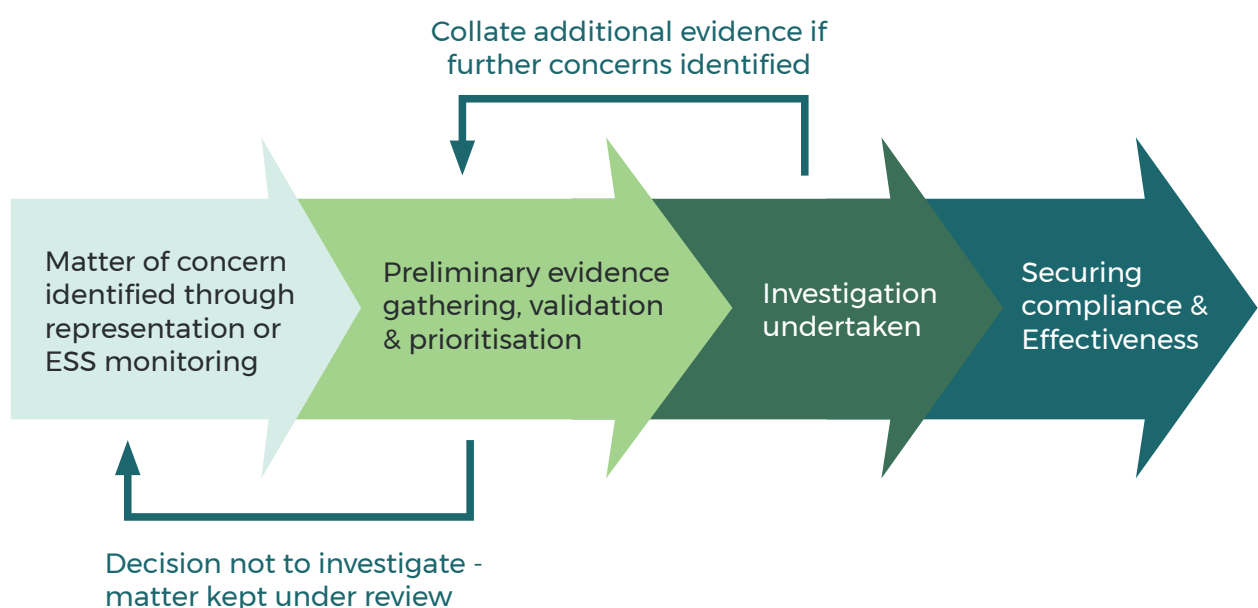 Collate additional evidence if
further concerns identified
Matter of concern
identified through
representation or
ESS monitoring
Preliminary evidence
gathering, validation
& prioritisation
Investigation
undertaken
Securing
compliance &
Effectiveness
Decision not to investigate -
matter kept under review